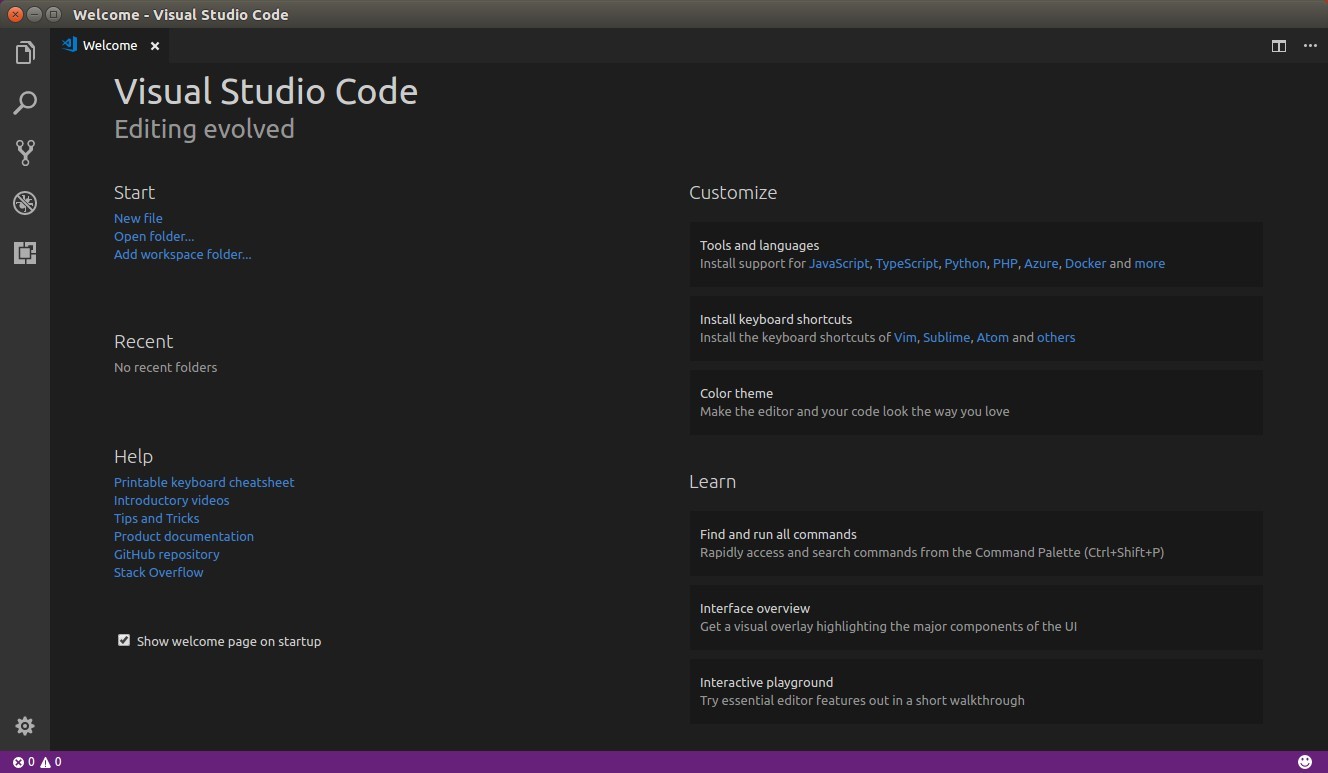 Welcome - Visual Studio Code
Welcome
Visual Studio Code
Editing evolved
Start
New file
Open folder...
Add workspace folder...
Recent
No recent folders
Help
Printable keyboard cheatsheet
Introductory videos
Tips and Tricks
Product documentation
GitHub repository
Stack Overflow
Show welcome page on startup
Customize
Tools and languages
Install support for JavaScript, TypeScript, Python, PHP, Azure, Docker and more
Install keyboard shortcuts
Install the keyboard shortcuts of Vim, Sublime, Atom and others
Color theme
Make the editor and your code look the way you love
Learn
Find and run all commands
Rapidly access and search commands from the Command Palette (Ctrl+Shift+P)
Interface overview
Get a visual overlay highlighting the major components of the UI
Interactive playground
Try essential editor features out in a short walkthrough
0 0